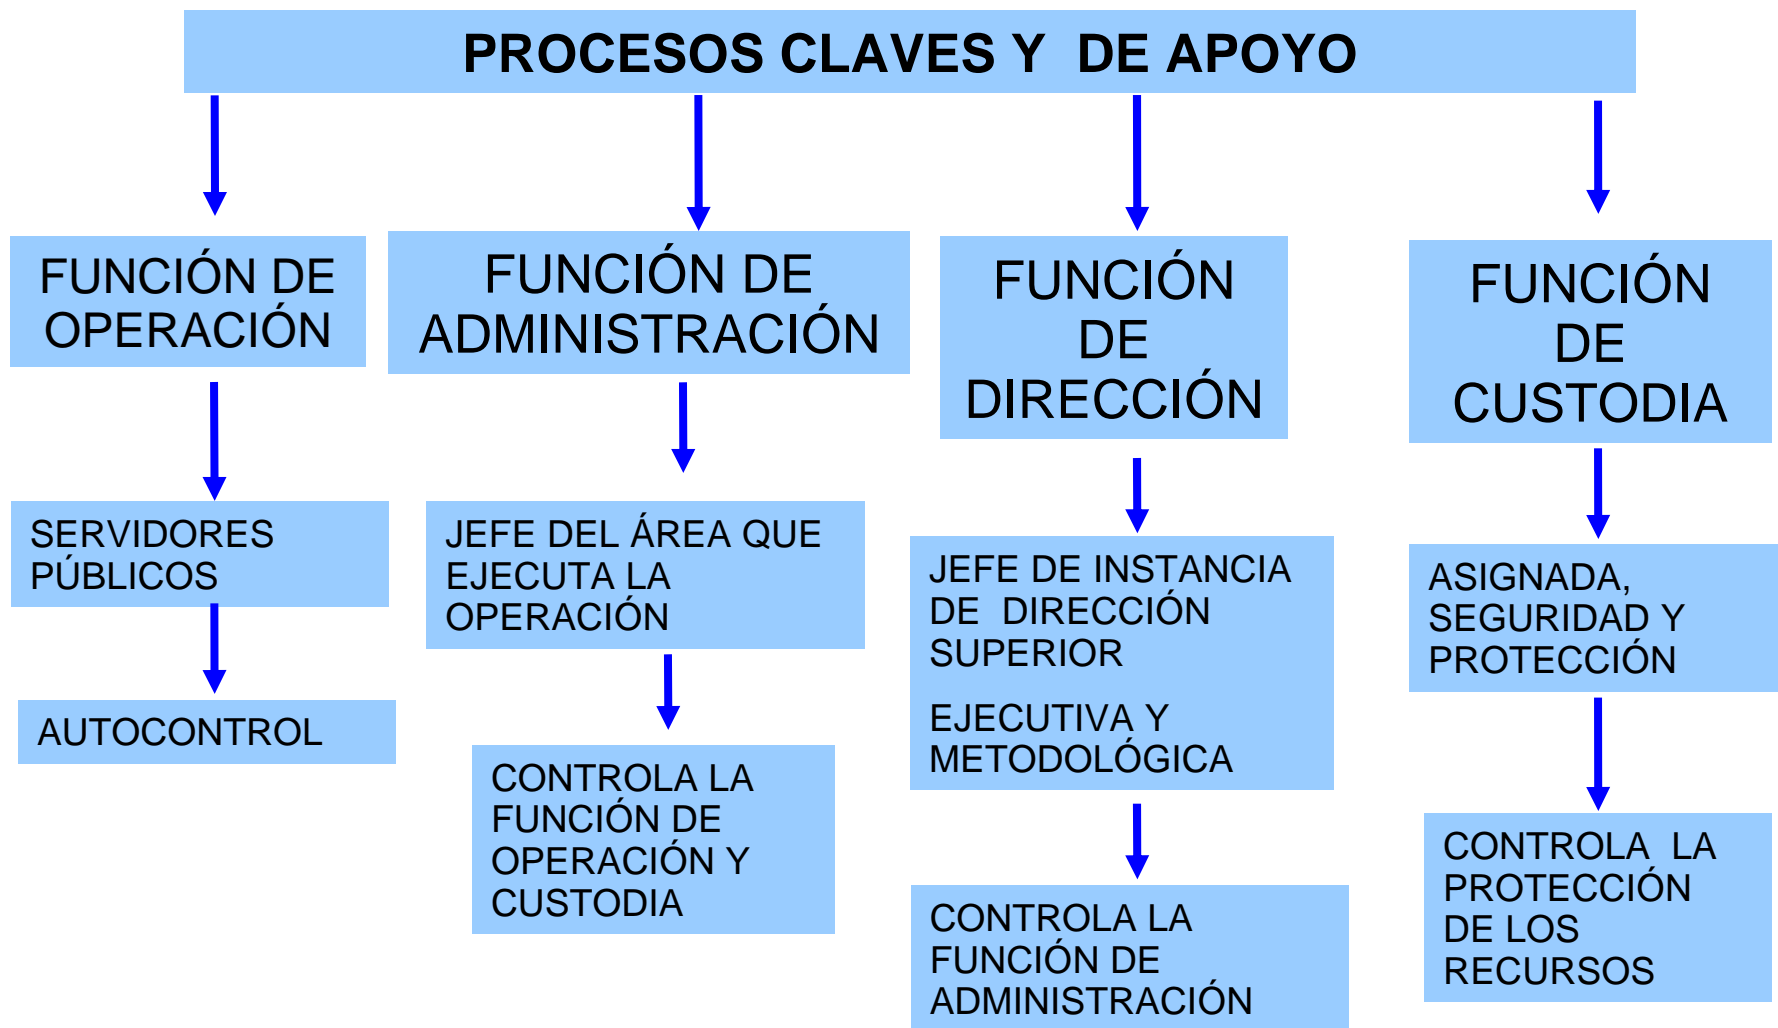 PROCESOS CLAVES Y DE APOYO
FUNCIÓN DE
OPERACIÓN
SERVIDORES
PÚBLICOS
AUTOCONTROL
FUNCIÓN DE
ADMINISTRACIÓN
JEFE DEL ÁREA QUE
EJECUTA LA
OPERACIÓN
CONTROLA LA
FUNCIÓN DE
OPERACIÓN Y
CUSTODIA
FUNCIÓN
DE
DIRECCIÓN
JEFE DE INSTANCIA
DE DIRECCIÓN
SUPERIOR
EJECUTIVA Y
METODOLÓGICA
CONTROLA LA
FUNCIÓN DE
ADMINISTRACIÓN
FUNCIÓN
DE
CUSTODIA
ASIGNADA,
SEGURIDAD Y
PROTECCIÓN
CONTROLA LA
PROTECCIÓN
DE LOS
RECURSOS